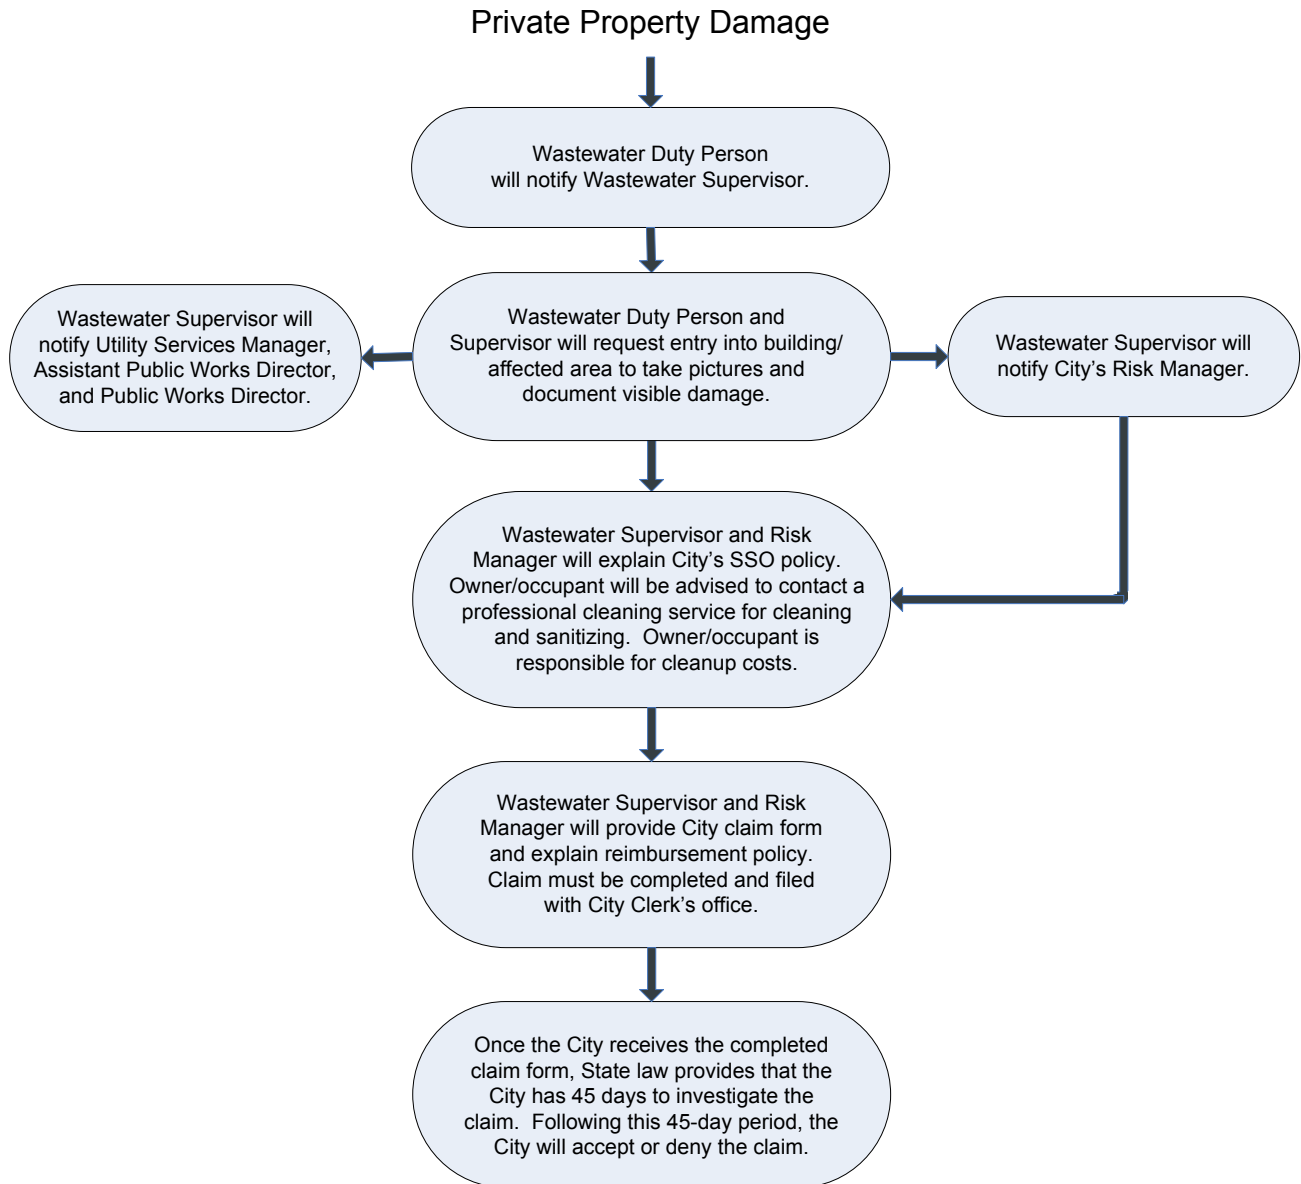 Private Property Damage
Wastewater Duty Person
will notify Wastewater Supervisor.
Wastewater Supervisor will
notify Utility Services Manager,
Assistant Public Works Director,
and Public Works Director.
Wastewater Duty Person and
Supervisor will request entry into building/
affected area to take pictures and
document visible damage.
Wastewater Supervisor will
notify City's Risk Manager.
Wastewater Supervisor and Risk
Manager will explain City's SSO policy.
Owner/occupant will be advised to contact a
professional cleaning service for cleaning
and sanitizing.  Owner/occupant is
responsible for cleanup costs.
Wastewater Supervisor and Risk
Manager will provide City claim form
and explain reimbursement policy.
Claim must be completed and filed
with City Clerk's office.
Once the City receives the completed
claim form, State law provides that the
City has 45 days to investigate the
claim.  Following this 45-day period, the
City will accept or deny the claim.